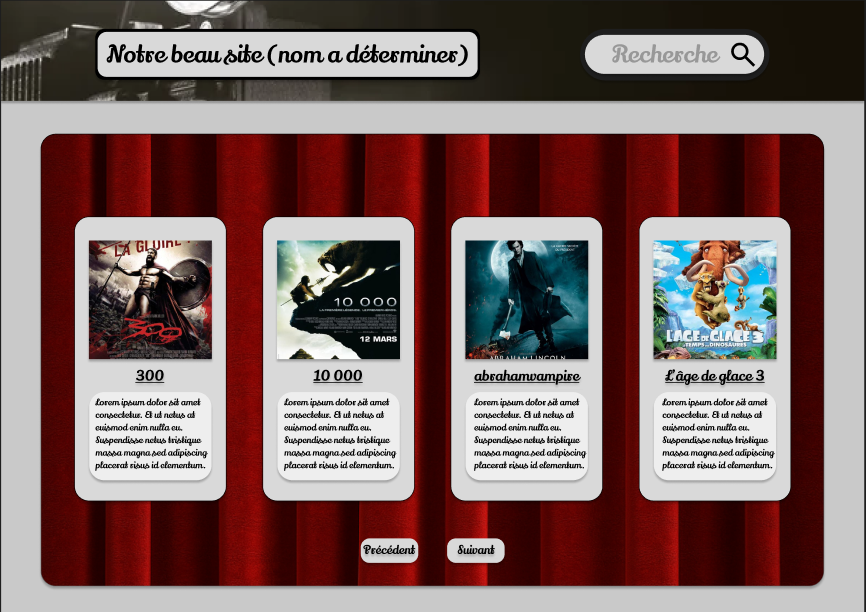 Notre beau site (nom a déterminer)
Recherche
LA GLOIRE
300
10 000
12 MARS
ABRAHAM LINCOLN
L'AGE DE GLACE 3
LE TEMPS DES DINOSAURES
300
10 000
abrahamvampire
L'âge de glace 3
Lorem ipsum dolor sit amet
consectetur. Et ut netus at
euismod enim nulla eu.
Suspendisse netus tristique
massa magna sed adipiscing
placerat risus id elementum.
Lorem ipsum dolor sit amet
consectetur. Et ut netus at
euismod enim nulla eu.
Suspendisse netus tristique
massa magna sed adipiscing
placerat risus id elementum.
Lorem ipsum dolor sit amet
consectetur. Et ut netus at
euismod enim nulla eu.
Suspendisse netus tristique
massa magna sed adipiscing
placerat risus id elementum.
Lorem ipsum dolor sit amet
consectetur. Et ut netus at
euismod enim nulla eu.
Suspendisse netus tristique
massa magna sed adipiscing
placerat risus id elementum.
Précédent
Suivant